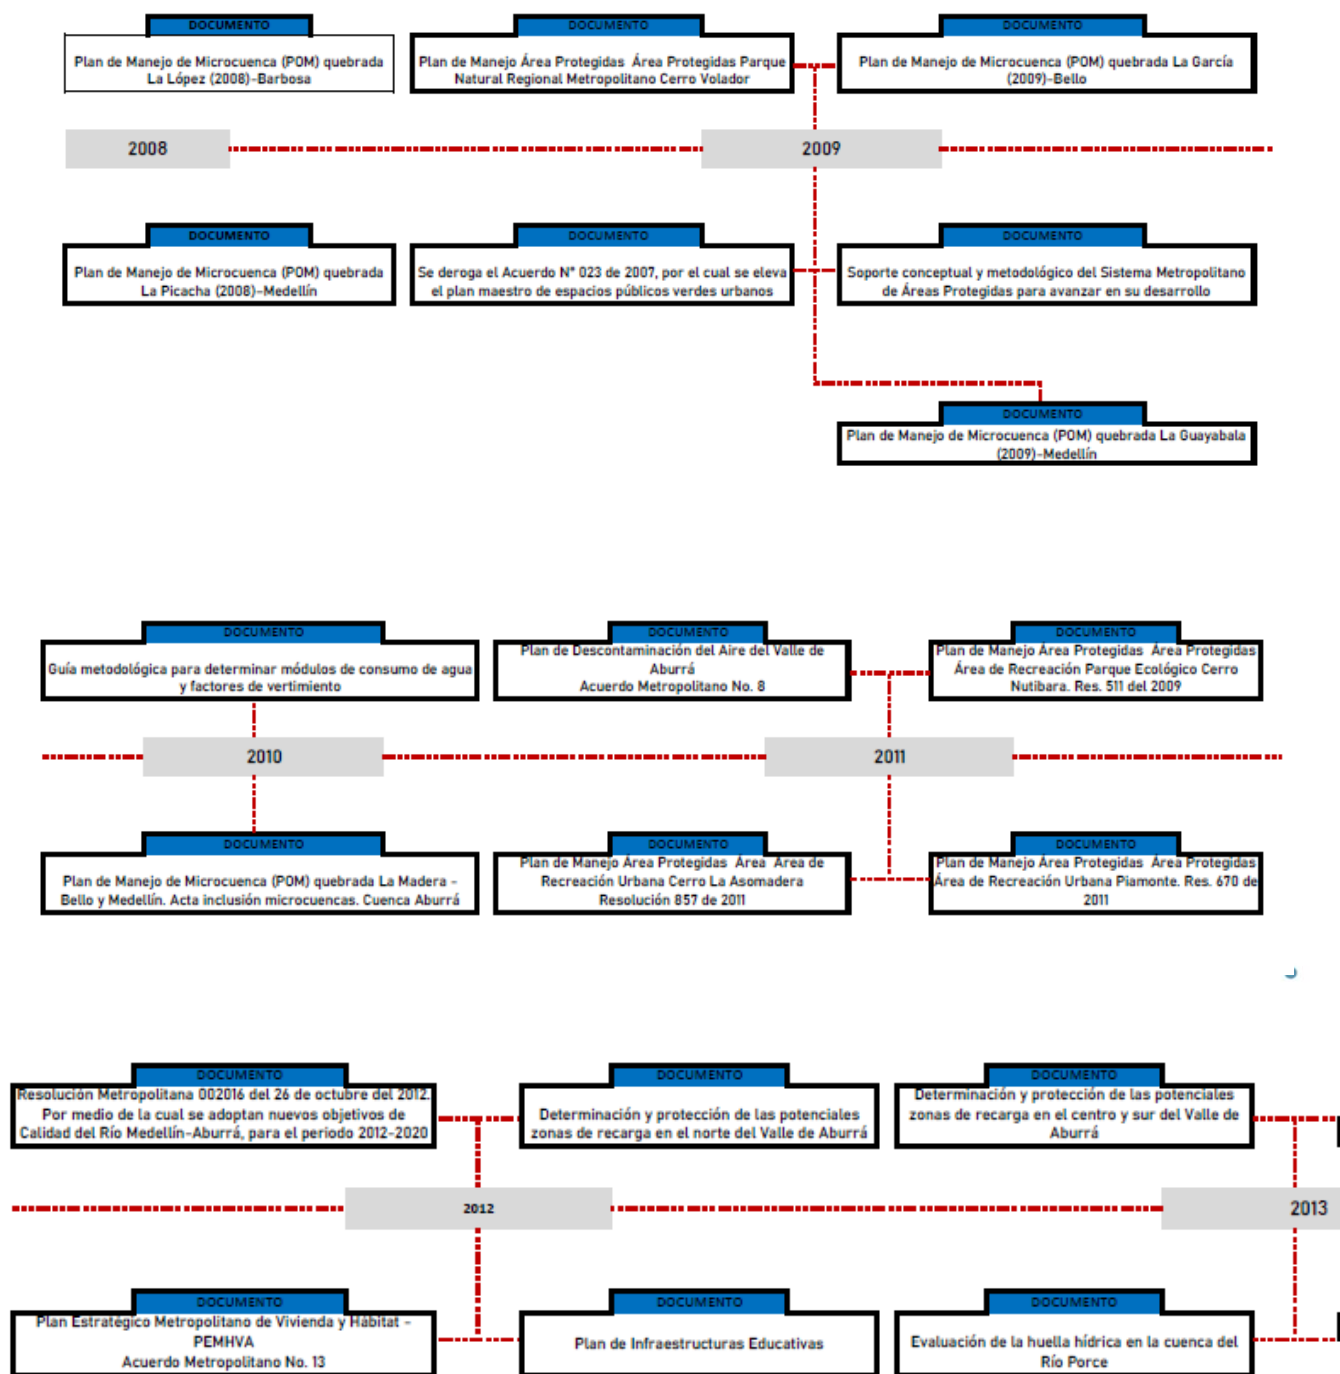 DOCUMENTO
Plan de Manejo de Microcuenca (POM) quebrada
La López (2008)-Barbosa
DOCUMENTO
Plan de Manejo Área Protegidas Área Protegidas Parque
Natural Regional Metropolitano Cerro Volador
DOCUMENTO
Plan de Manejo de Microcuenca (POM) quebrada La García
(2009)-Bello
2008
2009
DOCUMENTO
Plan de Manejo de Microcuenca (POM) quebrada
La Picacha (2008)-Medellín
DOCUMENTO
Se deroga el Acuerdo N° 023 de 2007, por el cual se eleva
el plan maestro de espacios públicos verdes urbanos
DOCUMENTO
Soporte conceptual y metodológico del Sistema Metropolitano
de Áreas Protegidas para avanzar en su desarrollo
DOCUMENTO
Plan de Manejo de Microcuenca (POM) quebrada La Guayabala
(2009)-Medellín
DOCUMENTO
Guía metodológica para determinar módulos de consumo de agua
y factores de vertimiento
DOCUMENTO
Plan de Descontaminación del Aire del Valle de
Aburrá
Acuerdo Metropolitano No. 8
DOCUMENTO
Plan de Manejo Área Protegidas Área Protegidas
Área de Recreación Parque Ecológico Cerro
Nutibara. Res. 511 del 2009
2010
2011
DOCUMENTO
Plan de Manejo de Microcuenca (POM) quebrada La Madera -
Bello y Medellín. Acta inclusión microcuencas. Cuenca Aburrá
DOCUMENTO
Plan de Manejo Área Protegidas Área Area de
Recreación Urbana Cerro La Asomadera
Resolución 857 de 2011
DOCUMENTO
Plan de Manejo Área Protegidas Área Protegidas
Área de Recreación Urbana Piamonte. Res. 670 de
2011
DOCUMENTO
Resolución Metropolitana 002016 del 26 de octubre del 2012.
Por medio de la cual se adoptan nuevos objetivos de
Calidad del Río Medellín-Aburrá, para el periodo 2012-2020
DOCUMENTO
Determinación y protección de las potenciales
zonas de recarga en el norte del Valle de Aburrá
DOCUMENTO
Determinación y protección de las potenciales
zonas de recarga en el centro y sur del Valle de
Aburrá
2012
2013
DOCUMENTO
Plan Estratégico Metropolitano de Vivienda y Hábitat -
PEMHVA
Acuerdo Metropolitano No. 13
DOCUMENTO
Plan de Infraestructuras Educativas
DOCUMENTO
Evaluación de la huella hídrica en la cuenca del
Río Porce